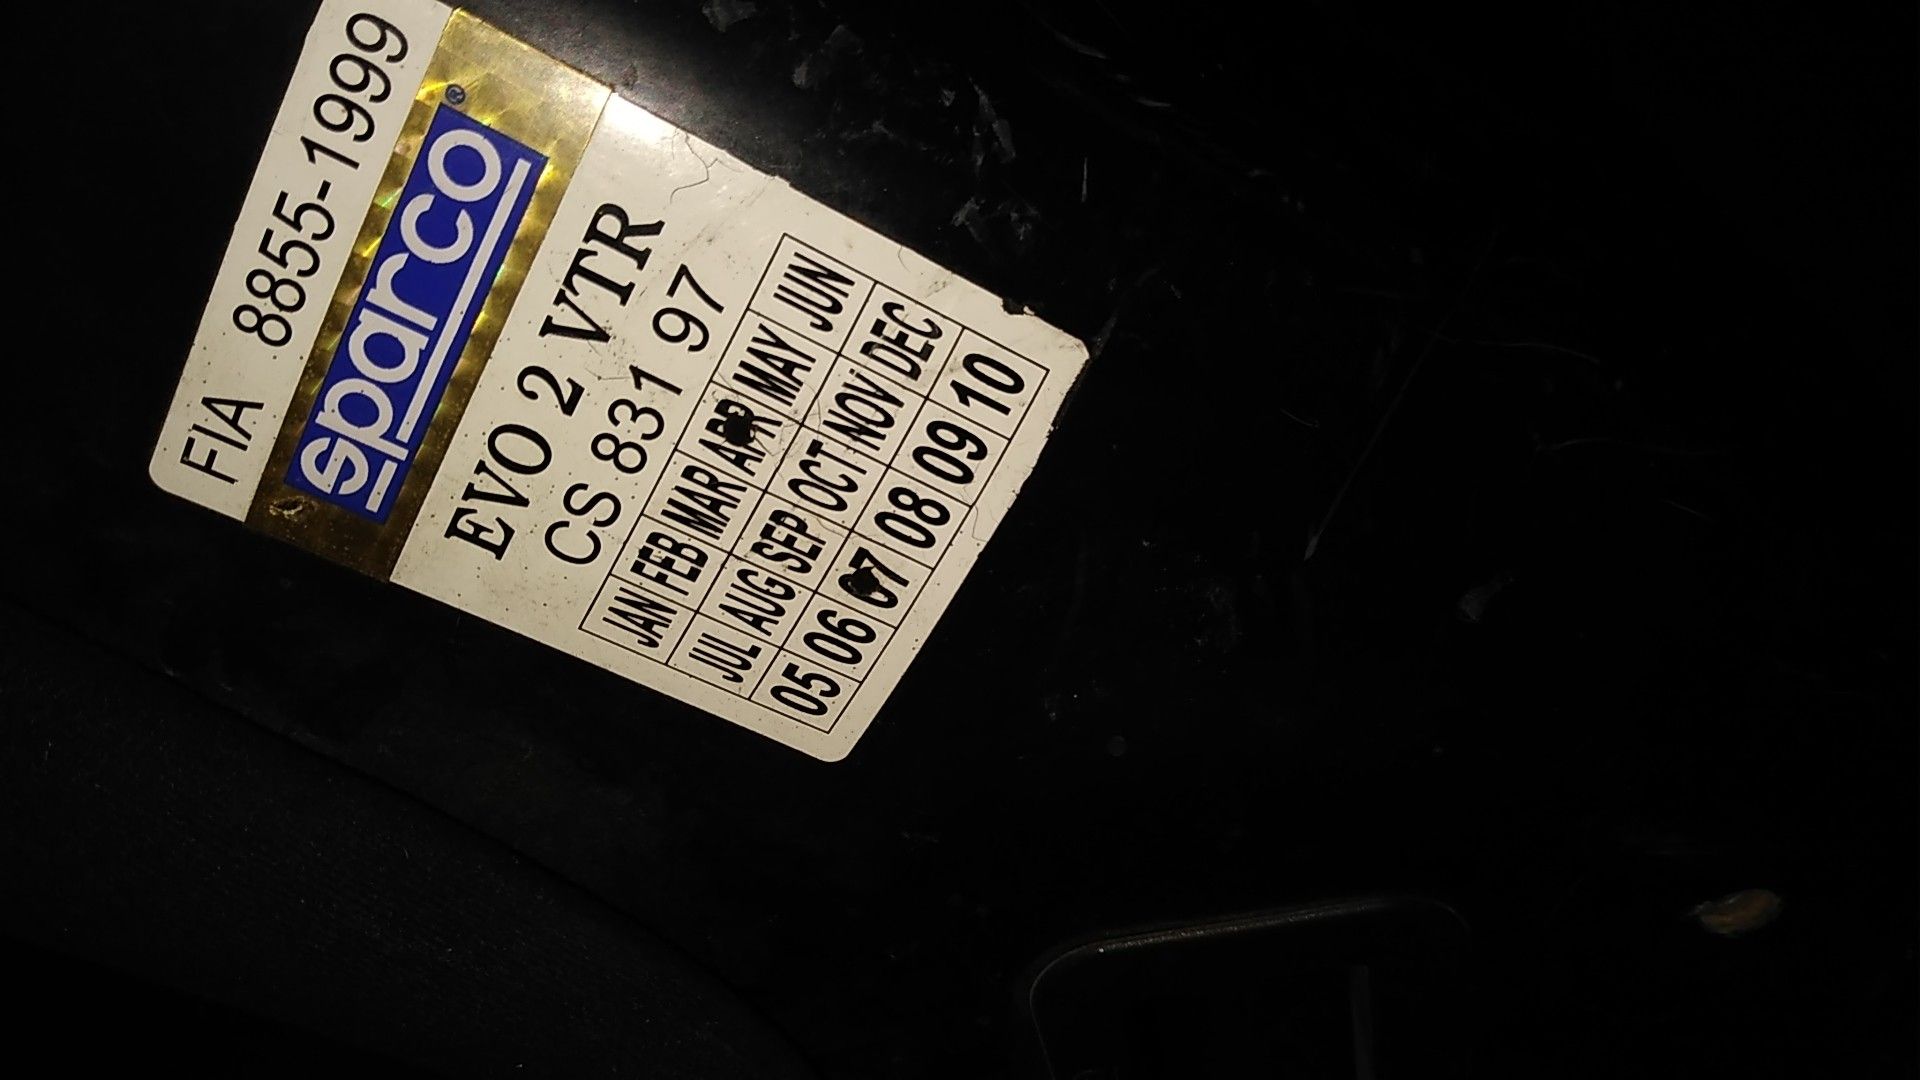 FIA 8855-1999
sparco®
EVO 2 VTR
CS 831 97
JAN FEB MAR APR MAY JUN
JUL AUG SEP OCT NOV DEC
05 06 07 08 09 10